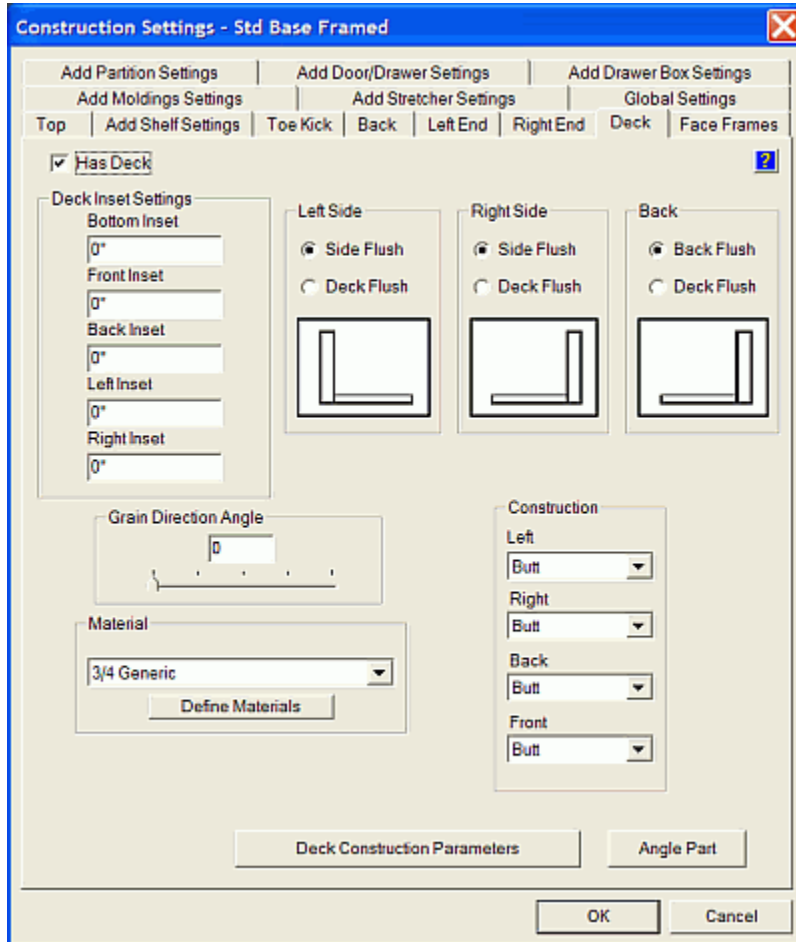 Construction Settings - Std Base Framed
Add Partition Settings Add Door/Drawer Settings Add Drawer Box Settings
Add Moldings Settings Add Stretcher Settings Global Settings
Top Add Shelf Settings Toe Kick Back Left End Right End Deck Face Frames
Has Deck ?
Deck Inset Settings
Bottom Inset
0"
Front Inset
0"
Back Inset
0"
Left Inset
0"
Right Inset
0"
Left Side
Side Flush
Deck Flush
Right Side
Side Flush
Deck Flush
Back
Back Flush
Deck Flush
Grain Direction Angle
0
Material
3/4 Generic
Define Materials
Construction
Left
Butt
Right
Butt
Back
Butt
Front
Butt
Deck Construction Parameters Angle Part
OK Cancel